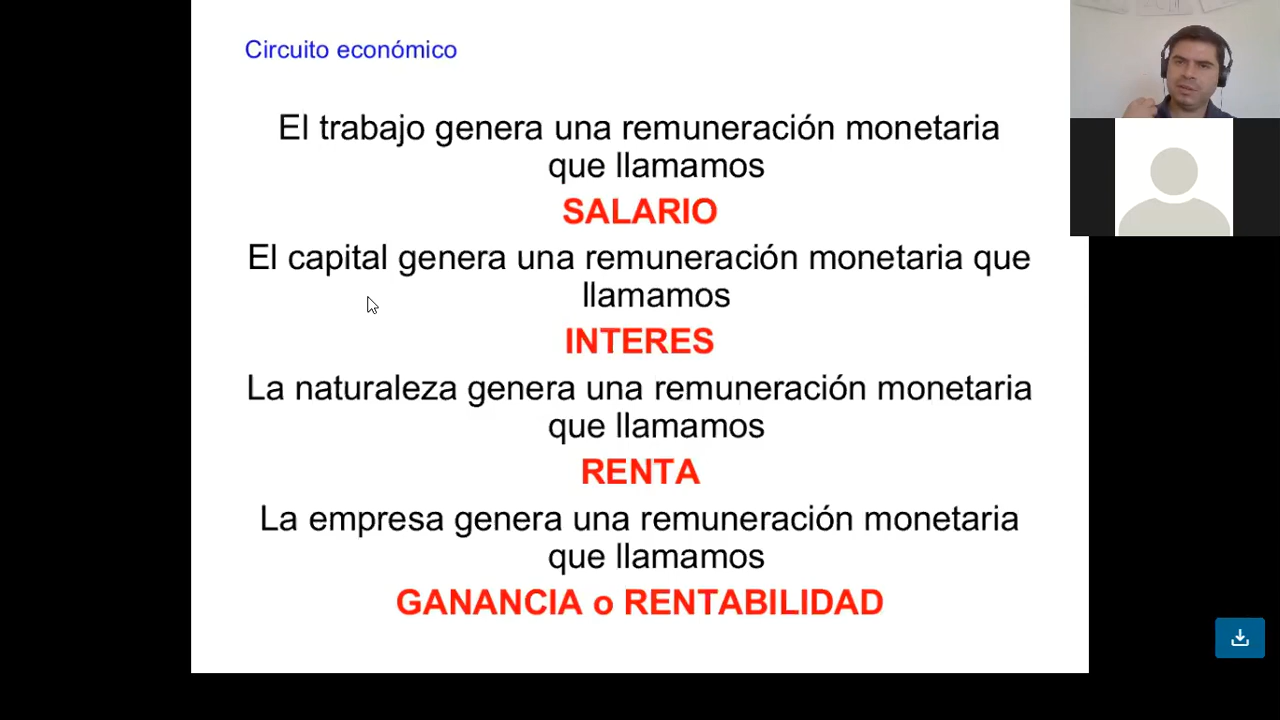 Circuito económico
El trabajo genera una remuneración monetaria
que llamamos
SALARIO
El capital genera una remuneración monetaria que
llamamos
INTERES
La naturaleza genera una remuneración monetaria
que llamamos
RENTA
La empresa genera una remuneración monetaria
que llamamos
GANANCIA o RENTABILIDAD